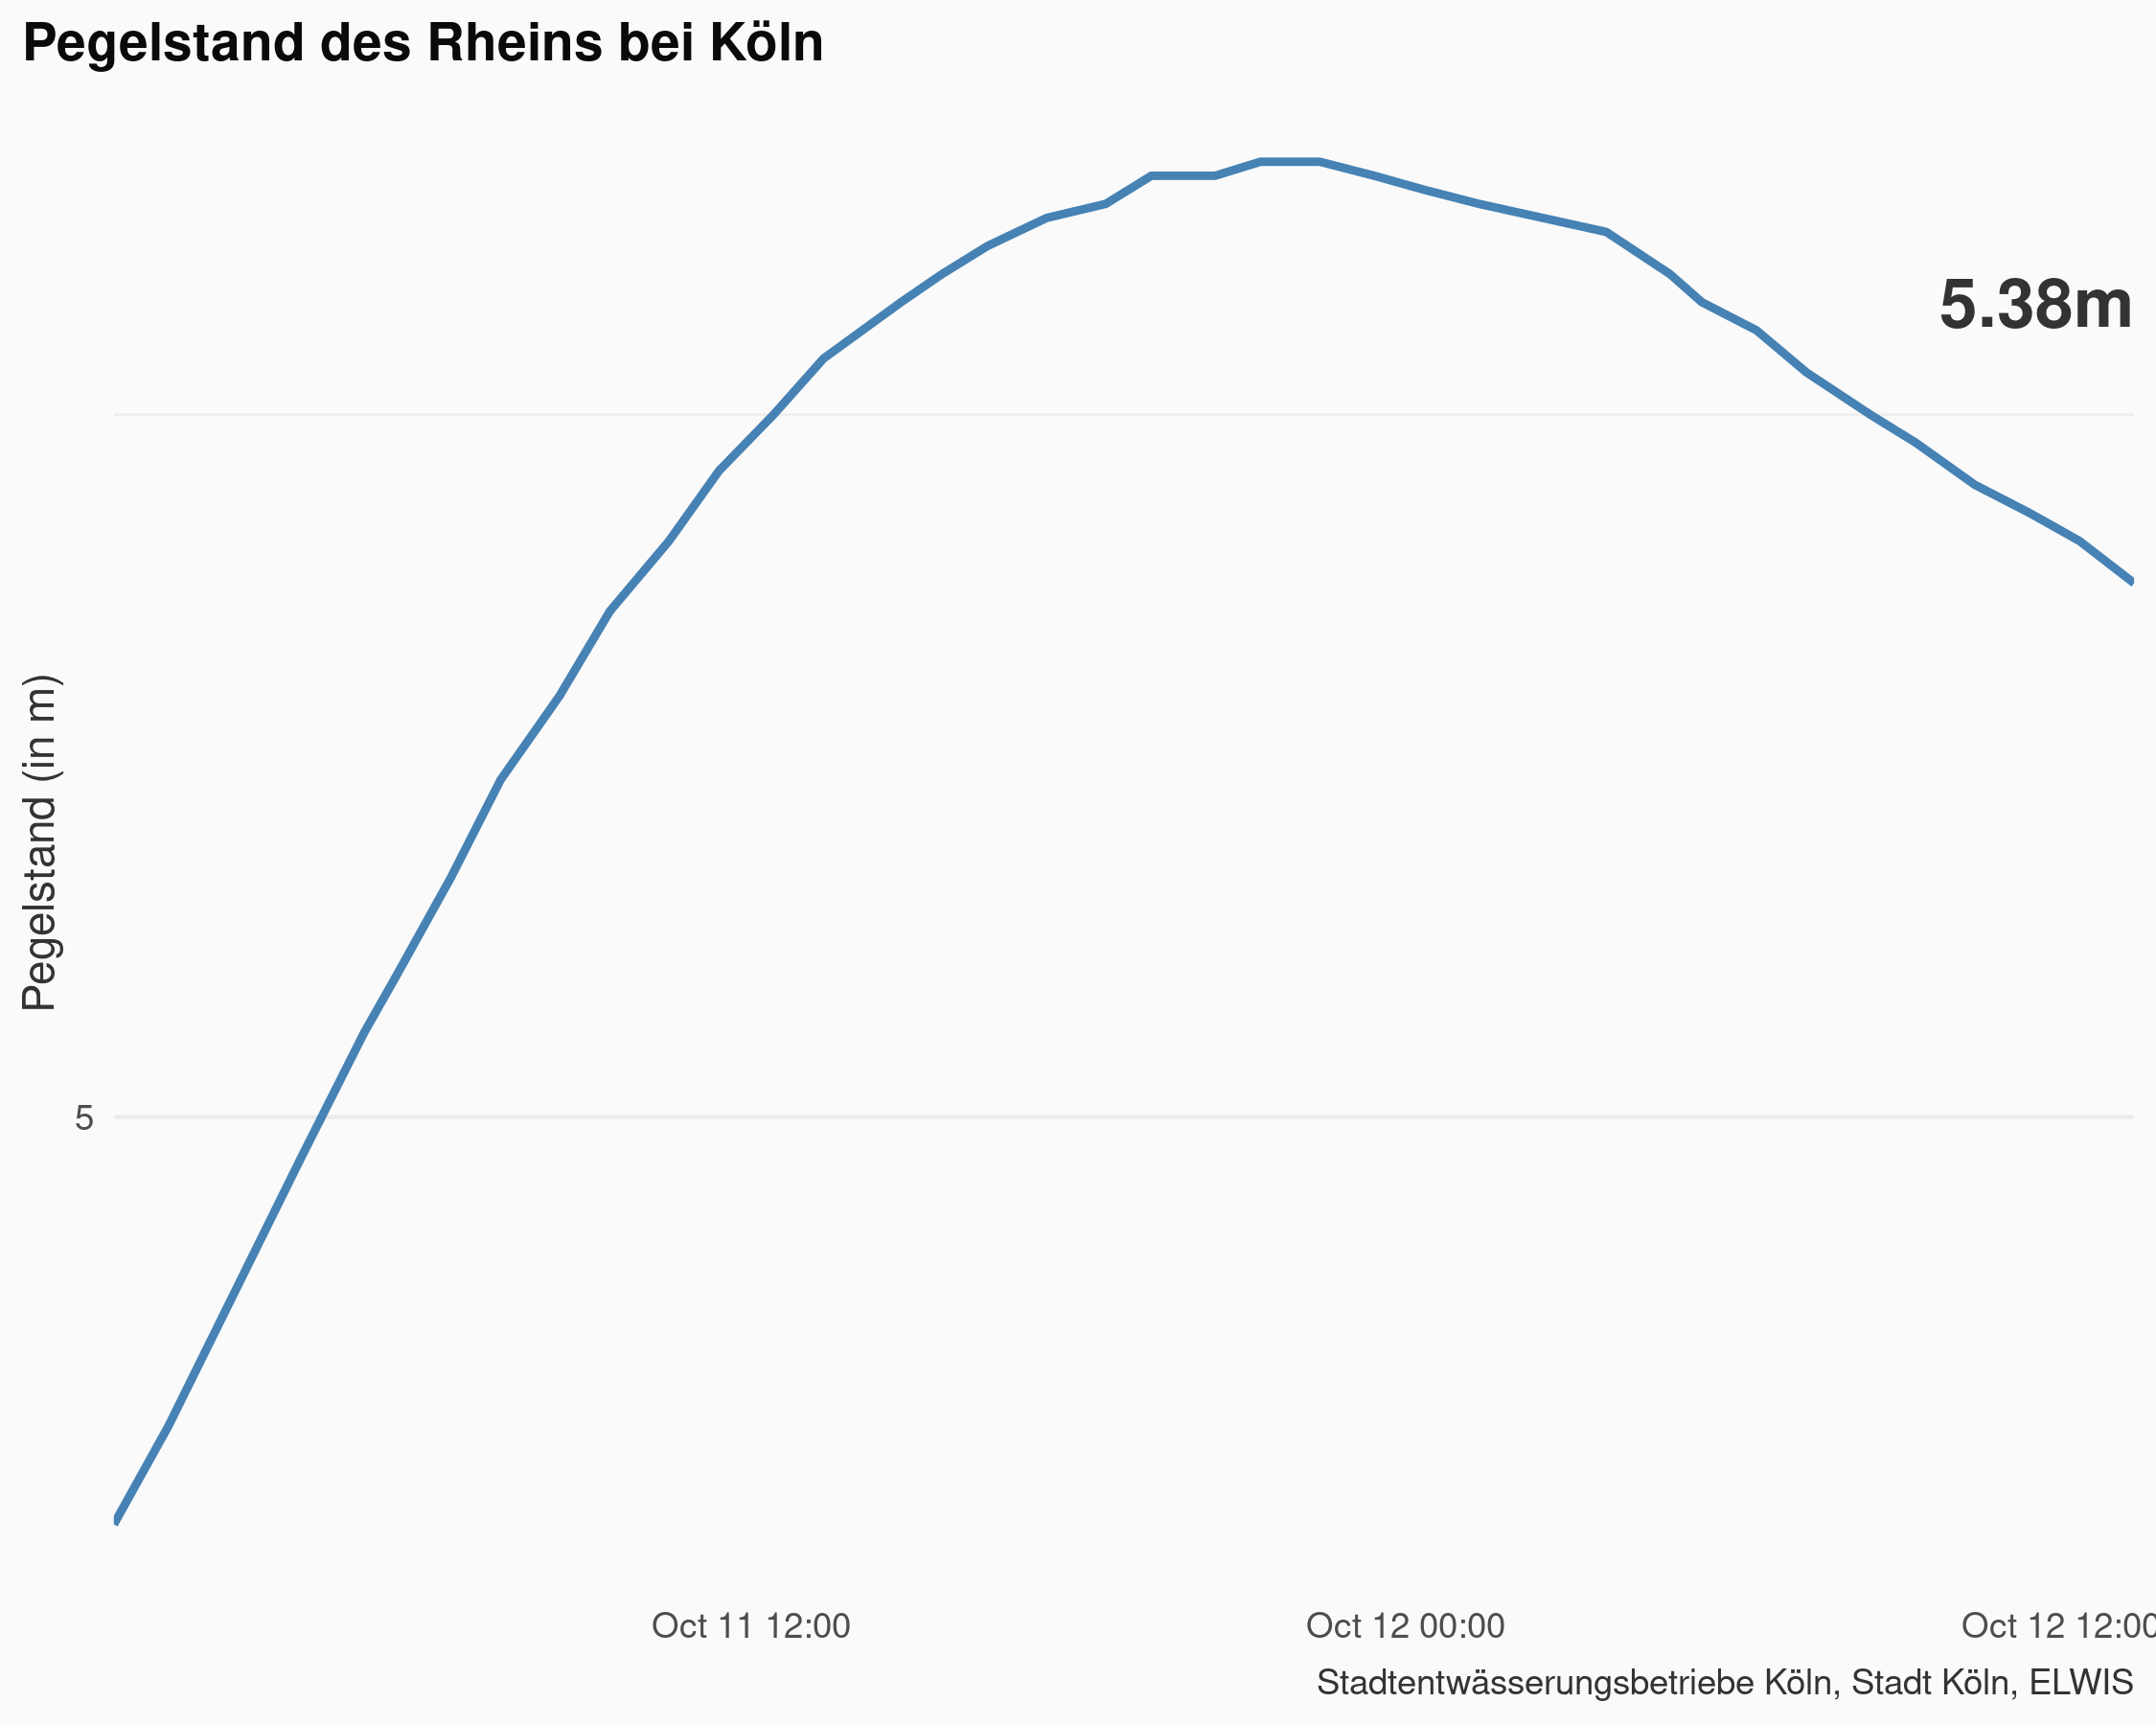 Pegelstand des Rheins bei Köln
5.38m
Pegelstand (in m)
5
Oct 11 12:00
Oct 12 00:00
Oct 12 12:00
Stadtentwässerungsbetriebe Köln, Stadt Köln, ELWIS